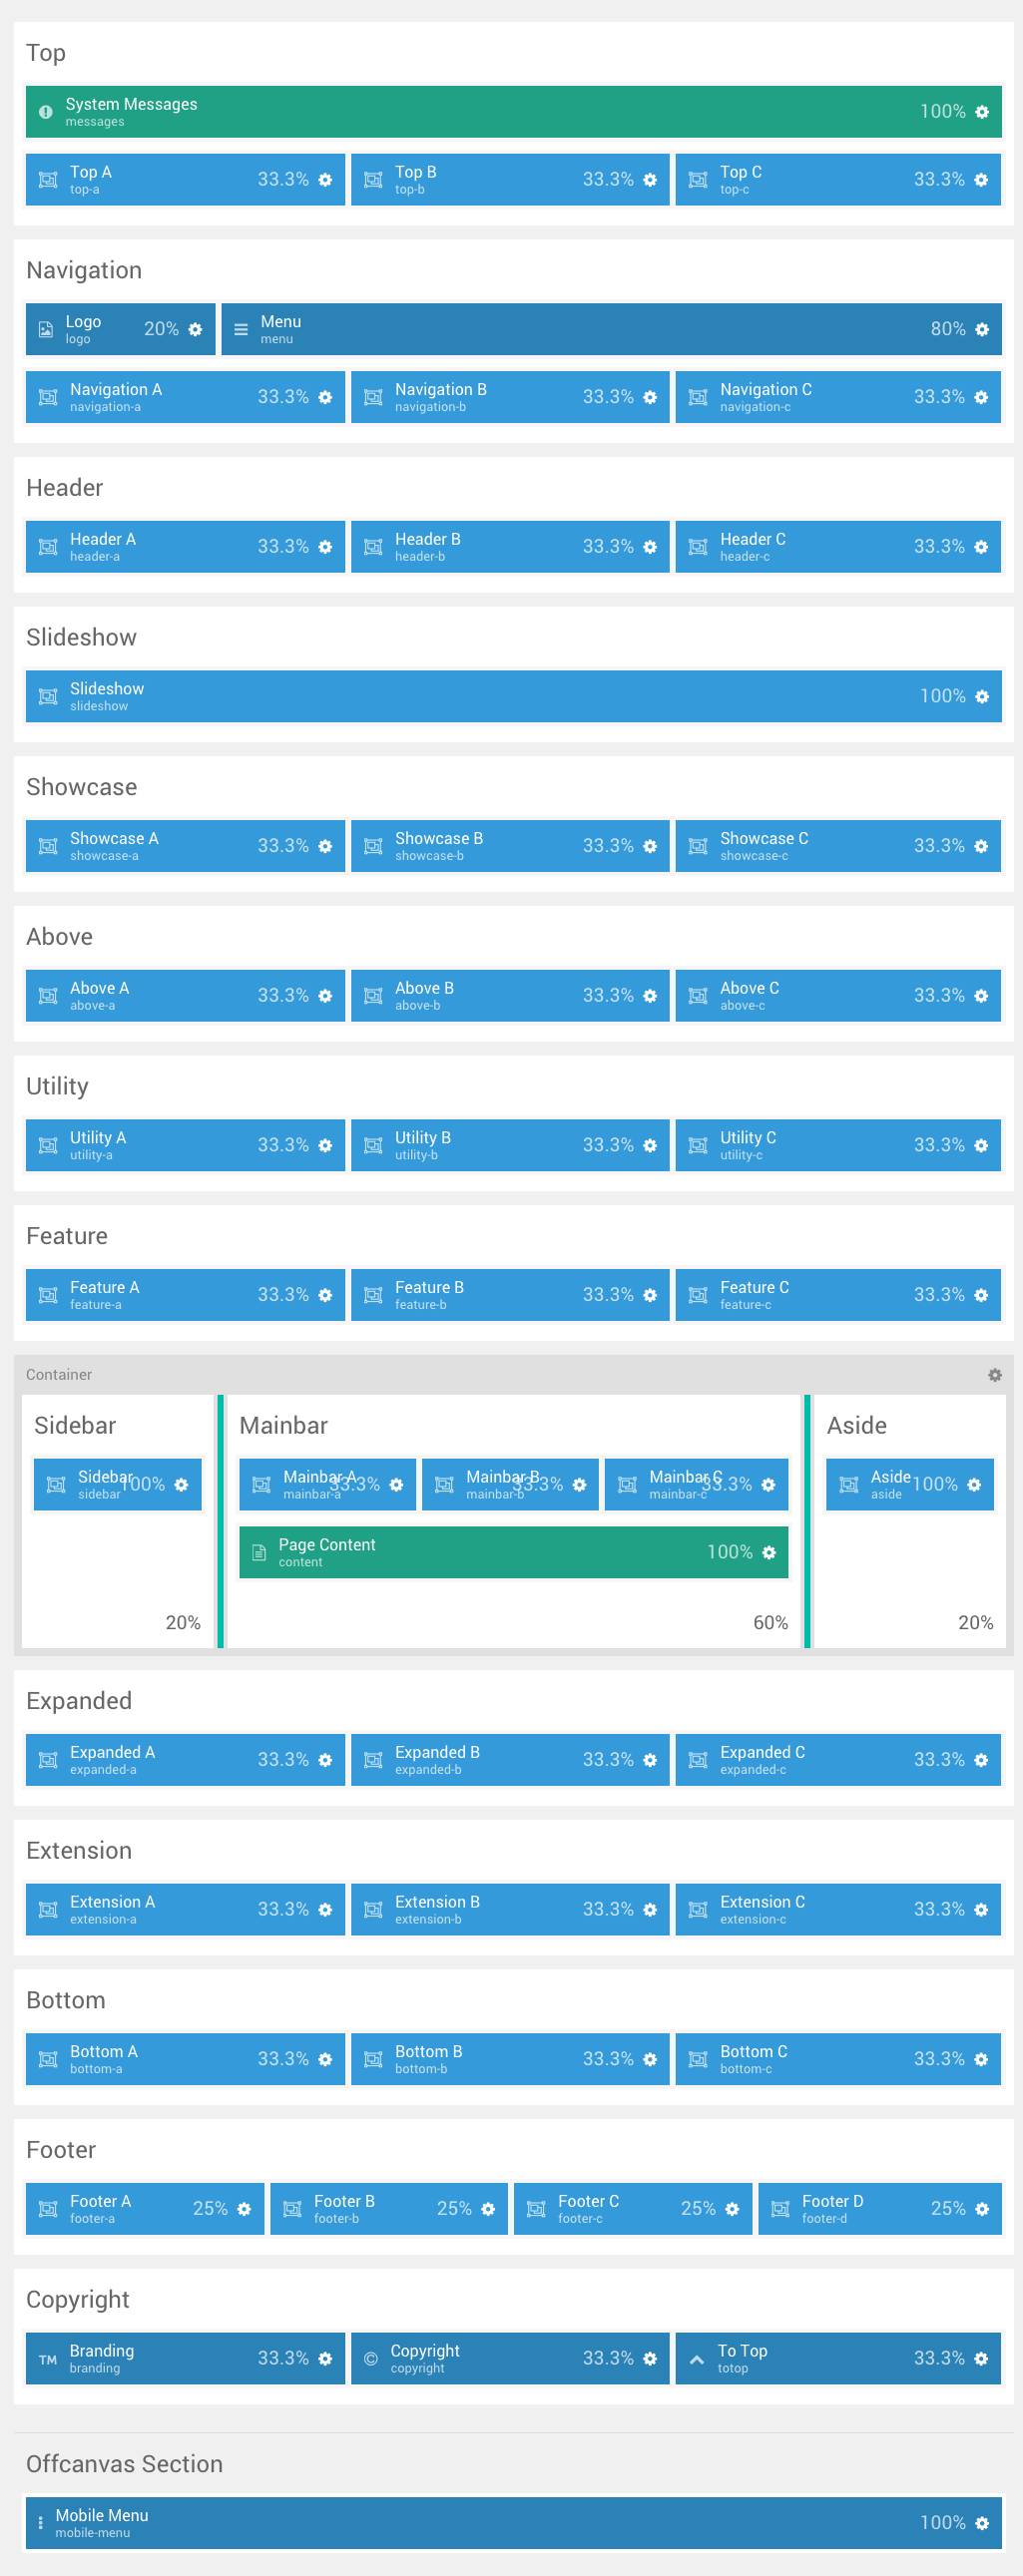 Top
System Messages 100%
messages
Top A 33.3% Top B 33.3% Top C 33.3%
top-a top-b top-c
Navigation
Logo 20% Menu 80%
logo menu
Navigation A 33.3% Navigation B 33.3% Navigation C 33.3%
navigation-a navigation-b navigation-c
Header
Header A 33.3% Header B 33.3% Header C 33.3%
header-a header-b header-c
Slideshow
Slideshow 100%
slideshow
Showcase
Showcase A 33.3% Showcase B 33.3% Showcase C 33.3%
showcase-a showcase-b showcase-c
Above
Above A 33.3% Above B 33.3% Above C 33.3%
above-a above-b above-c
Utility
Utility A 33.3% Utility B 33.3% Utility C 33.3%
utility-a utility-b utility-c
Feature
Feature A 33.3% Feature B 33.3% Feature C 33.3%
feature-a feature-b feature-c
Container
Sidebar Mainbar Aside
Sidebar 100% Mainbar A 33.3% Mainbar B 33.3% Mainbar C 33.3% Aside 100%
sidebar mainbar-a mainbar-b mainbar-c aside
Page Content 100%
content
20% 60% 20%
Expanded
Expanded A 33.3% Expanded B 33.3% Expanded C 33.3%
expanded-a expanded-b expanded-c
Extension
Extension A 33.3% Extension B 33.3% Extension C 33.3%
extension-a extension-b extension-c
Bottom
Bottom A 33.3% Bottom B 33.3% Bottom C 33.3%
bottom-a bottom-b bottom-c
Footer
Footer A 25% Footer B 25% Footer C 25% Footer D 25%
footer-a footer-b footer-c footer-d
Copyright
TM Branding 33.3% © Copyright 33.3% To Top 33.3%
branding copyright totop
Offcanvas Section
Mobile Menu 100%
mobile-menu